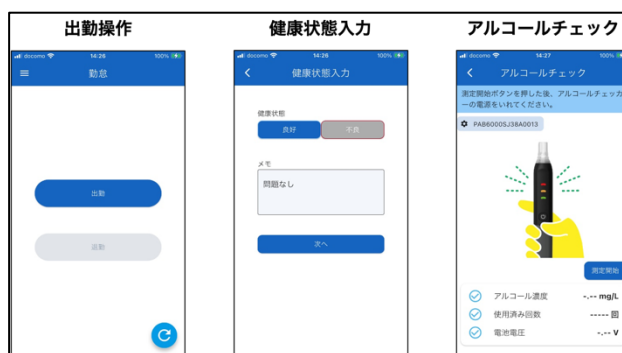 出勤操作
健康状態入力
アルコールチェック
docomo 14:26 100%
勤怠
出勤
退勤
docomo 14:26 100%
健康状態入力
健康状態
良好 不良
メモ
問題なし
次へ
docomo 14:27 100%
アルコールチェック
測定開始ボタンを押した後、アルコールチェッカ
ーの電源をいれてください。
PAB6000SJ38A0013
測定開始
アルコール濃度 -.-- mg/L
使用済み回数 ----- 回
電池電圧 -.-- V